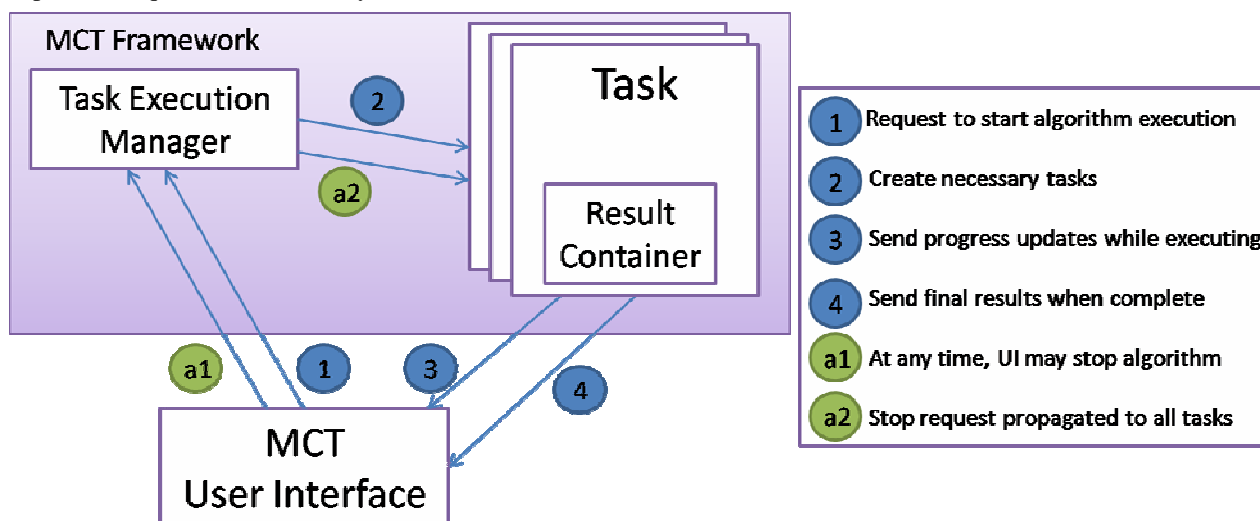 MCT Framework
Task Execution
Manager
2
a2
Task
Result
Container
a1
1
3
4
MCT
User Interface
1 Request to start algorithm execution
2 Create necessary tasks
3 Send progress updates while executing
4 Send final results when complete
a1 At any time, UI may stop algorithm
a2 Stop request propagated to all tasks